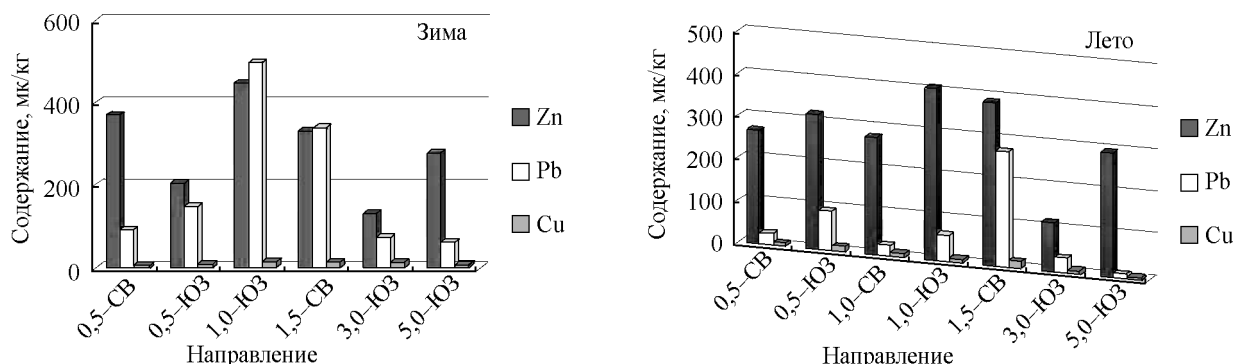 Зима
Содержание, мк/кг
600
400
200
0
0,5–СВ
0,5–ЮЗ
1,0–ЮЗ
1,5–СВ
3,0–ЮЗ
5,0–ЮЗ
Направление
Zn
Pb
Cu
Лето
Содержание, мк/кг
500
400
300
200
100
0
0,5–СВ
0,5–ЮЗ
1,0–СВ
1,0–ЮЗ
1,5–СВ
3,0–ЮЗ
5,0–ЮЗ
Направление
Zn
Pb
Cu